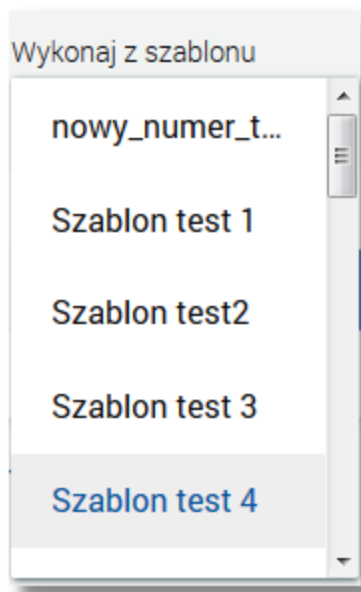 Wykonaj z szablonu
nowy_numer_t...
Szablon test 1
Szablon test2
Szablon test 3
Szablon test 4